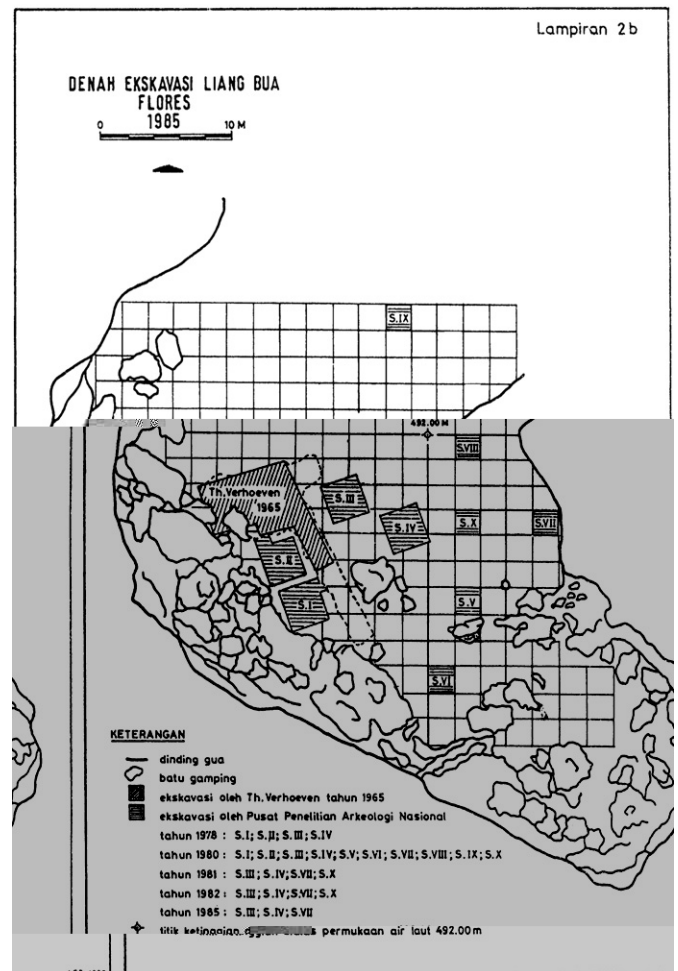 Lampiran 2b
DENAH EKSKAVASI LIANG BUA
FLORES
1985
0 10 M
S.IX
492.00 M
S.VIII
Th. Verhoeven
1965
S.III
S.IV
S.X
S.VII
S.II
S.I
S.V
S.VI
KETERANGAN
dinding gua
batu gamping
ekskavasi oleh Th. Verhoeven tahun 1965
ekskavasi oleh Pusat Penelitian Arkeologi Nasional
tahun 1978 : S.I; S.II; S.III; S.IV
tahun 1980 : S.I; S.II; S.III; S.IV; S.V; S.VI; S.VII; S.VIII; S.IX; S.X
tahun 1981 : S.III; S.IV; S.VII; S.X
tahun 1982 : S.III; S.IV; S.VII; S.X
tahun 1985 : S.III; S.IV; S.VII
titik ketinggian permukaan air laut 492.00 m